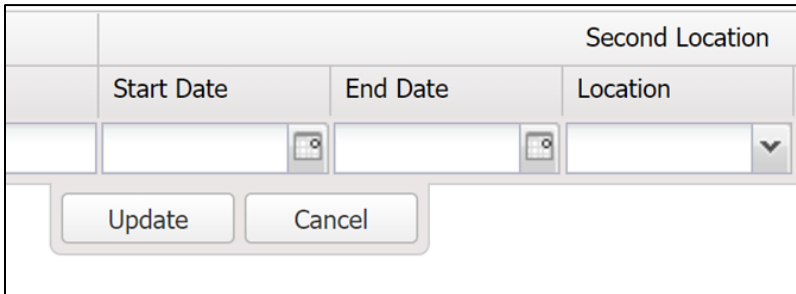 Second Location
Start Date End Date Location
Update Cancel